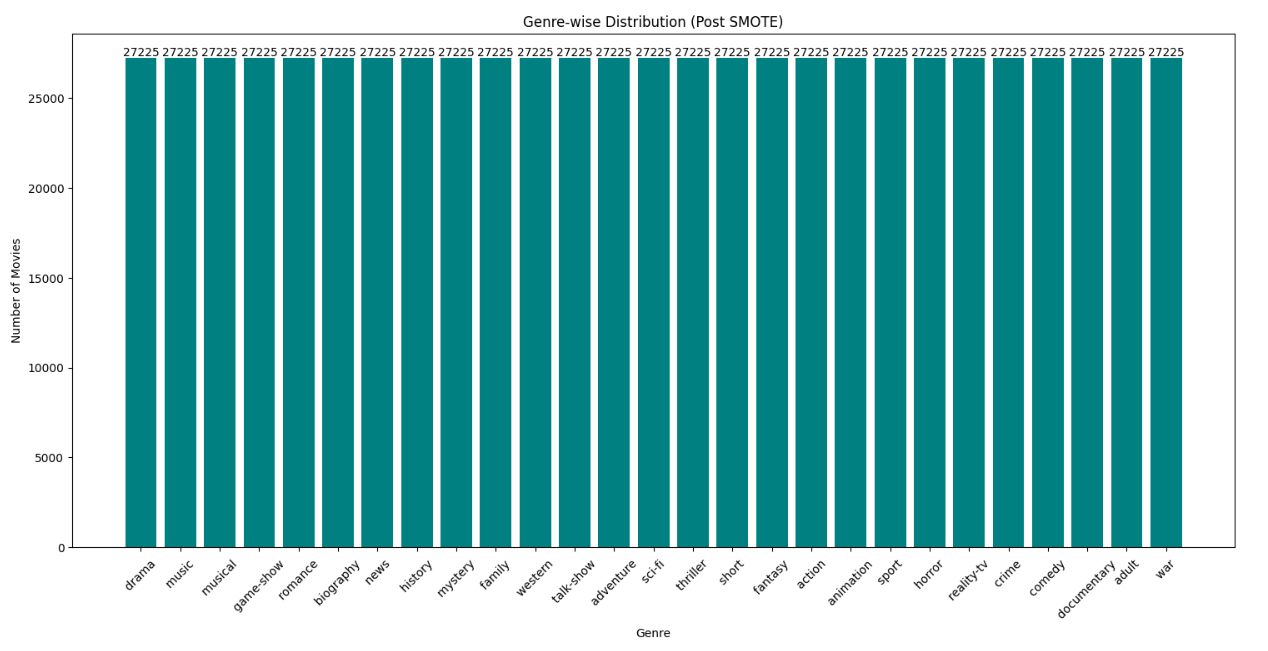 Genre-wise Distribution (Post SMOTE)
27225 27225 27225 27225 27225 27225 27225 27225 27225 27225 27225 27225 27225 27225 27225 27225 27225 27225 27225 27225 27225 27225 27225 27225 27225 27225 27225
25000
20000
15000
10000
5000
0
Number of Movies
drama music musical game-show romance biography news history mystery family western talk-show adventure sci-fi thriller short fantasy action animation sport horror reality-tv crime comedy documentary adult war
Genre